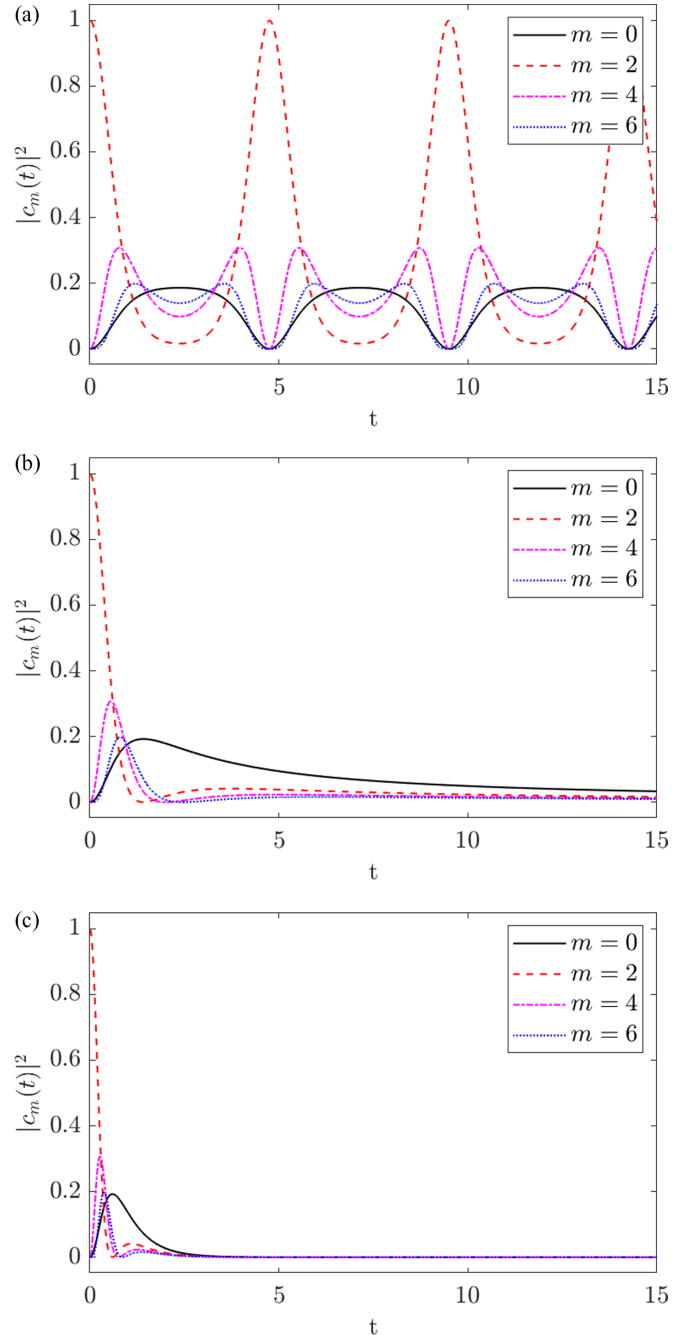 (a)
1
0.8
0.6
0.4
0.2
0
|c_m(t)|^2
m = 0
m = 2
m = 4
m = 6
0 5 10 15
t
(b)
1
0.8
0.6
0.4
0.2
0
|c_m(t)|^2
m = 0
m = 2
m = 4
m = 6
0 5 10 15
t
(c)
1
0.8
0.6
0.4
0.2
0
|c_m(t)|^2
m = 0
m = 2
m = 4
m = 6
0 5 10 15
t